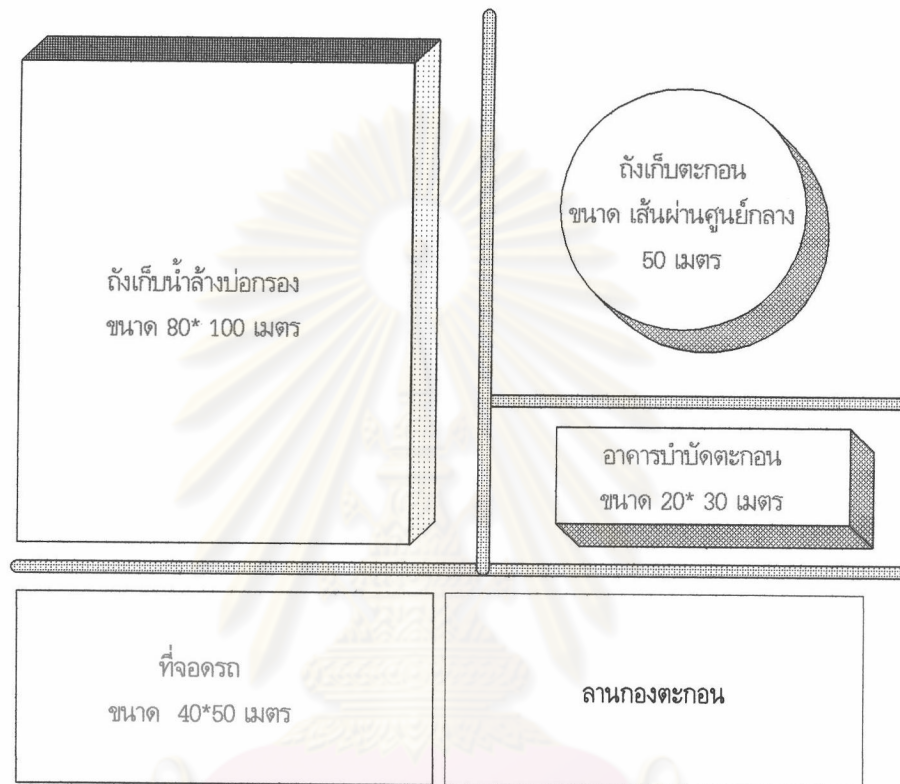 ถังเก็บตะกอน
ขนาด เส้นผ่านศูนย์กลาง
50 เมตร
ถังเก็บน้ำล้างบ่อกรอง
ขนาด 80* 100 เมตร
อาคารบำบัดตะกอน
ขนาด 20* 30 เมตร
ที่จอดรถ
ขนาด 40*50 เมตร
ลานกองตะกอน